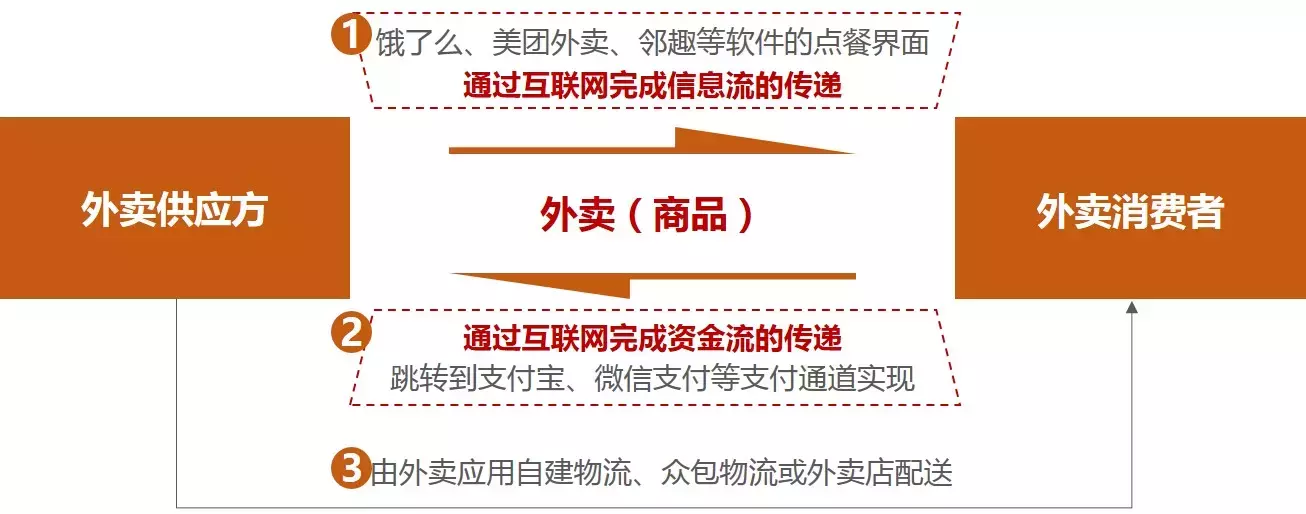 1
饿了么、美团外卖、邻趣等软件的点餐界面
通过互联网完成信息流的传递
外卖供应方
外卖（商品）
外卖消费者
2
通过互联网完成资金流的传递
跳转到支付宝、微信支付等支付通道实现
3
由外卖应用自建物流、众包物流或外卖店配送